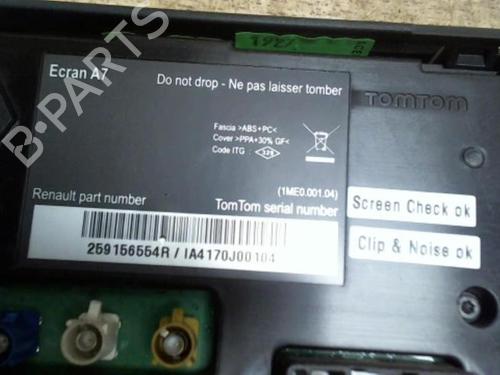 Ecran A7
Do not drop - Ne pas laisser tomber
TOMTOM
Fascia >ABS+PC<
Cover >PPA+30% GF<
Code ITG :
(1ME0.001.04)
Renault part number
TomTom serial number
Screen Check ok
259156554R / IA4170J00104
Clip & Noise ok
B-PARTS